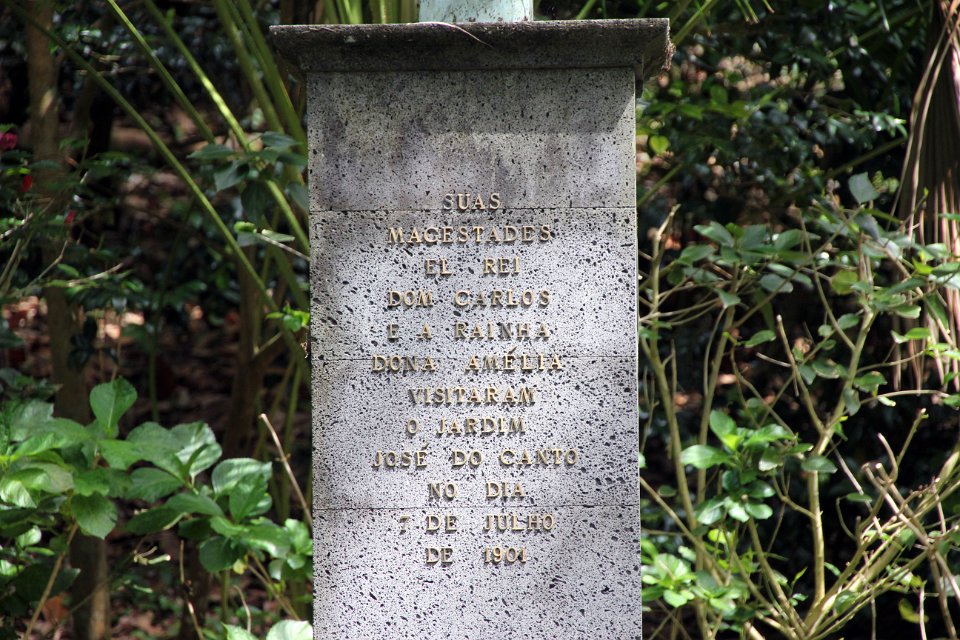 SUAS
MAGESTADES
EL REI
DOM CARLOS
E A RAINHA
DONA AMÉLIA
VISITARAM
O JARDIM
JOSÉ DO CANTO
NO DIA
7 DE JULHO
DE 1901